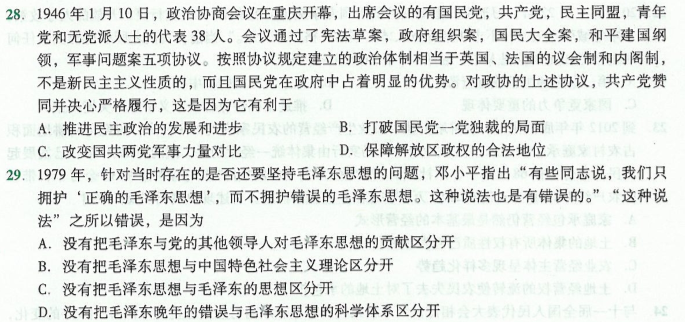 28. 1946 年 1 月 10 日，政治协商会议在重庆开幕，出席会议的有国民党，共产党，民主同盟，青年
党和无党派人士的代表 38 人。会议通过了宪法草案，政府组织案，国民大全案，和平建国纲
领，军事问题案五项协议。按照协议规定建立的政治体制相当于英国、法国的议会制和内阁制，
不是新民主主义性质的，而且国民党在政府中占着明显的优势。对政协的上述协议，共产党赞
同并决心严格履行，这是因为它有利于
A. 推进民主政治的发展和进步 B. 打破国民党一党独裁的局面
C. 改变国共两党军事力量对比 D. 保障解放区政权的合法地位
29. 1979 年，针对当时存在的是否还要坚持毛泽东思想的问题，邓小平指出“有些同志说，我们只
拥护‘正确的毛泽东思想’，而不拥护错误的毛泽东思想。这种说法也是有错误的。”“这种说
法”之所以错误，是因为
A. 没有把毛泽东与党的其他领导人对毛泽东思想的贡献区分开
B. 没有把毛泽东思想与中国特色社会主义理论区分开
C. 没有把毛泽东思想与毛泽东的思想区分开
D. 没有把毛泽东晚年的错误与毛泽东思想的科学体系区分开